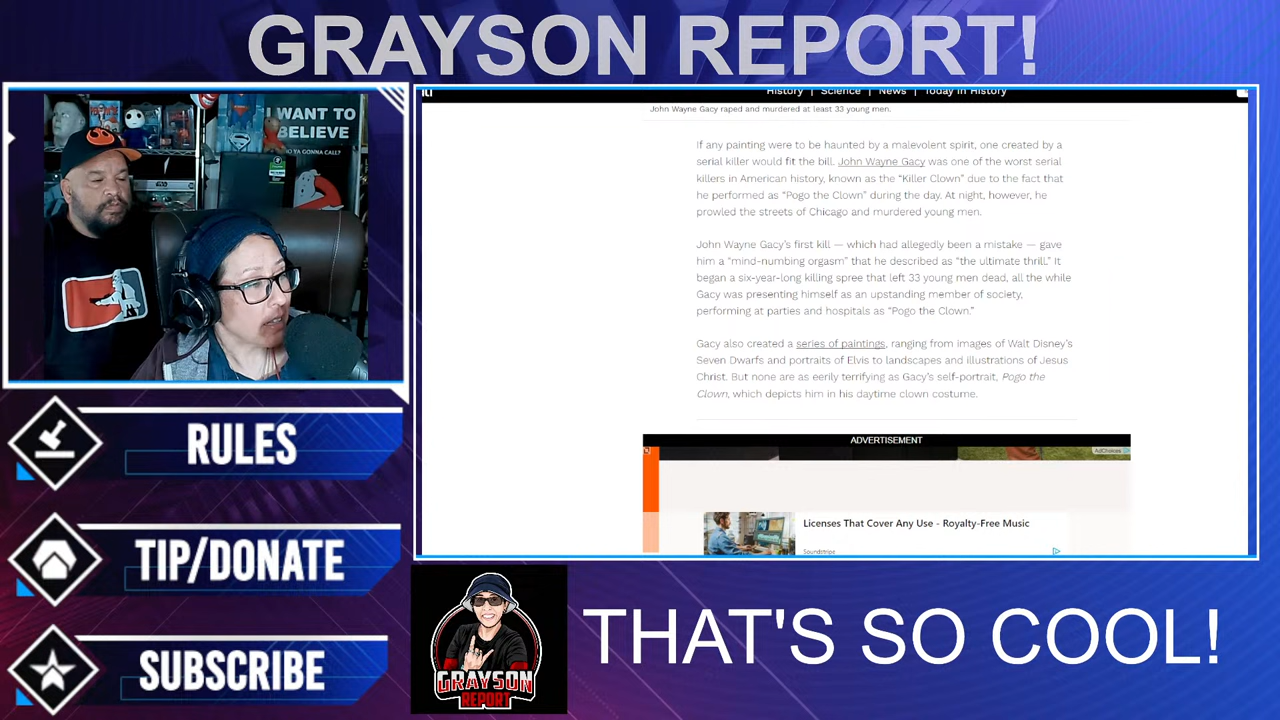 GRAYSON REPORT!
I WANT TO
BELIEVE
YA GONNA CALL?
History | Science | News | Today In History
John Wayne Gacy raped and murdered at least 33 young men.
If any painting were to be haunted by a malevolent spirit, one created by a
serial killer would fit the bill. John Wayne Gacy was one of the worst serial
killers in American history, known as the “Killer Clown” due to the fact that
he performed as “Pogo the Clown” during the day. At night, however, he
prowled the streets of Chicago and murdered young men.
John Wayne Gacy’s first kill — which had allegedly been a mistake — gave
him a “mind-numbing orgasm” that he described as “the ultimate thrill.” It
began a six-year-long killing spree that left 33 young men dead, all the while
Gacy was presenting himself as an upstanding member of society,
performing at parties and hospitals as “Pogo the Clown.”
Gacy also created a series of paintings, ranging from images of Walt Disney’s
Seven Dwarfs and portraits of Elvis to landscapes and illustrations of Jesus
Christ. But none are as eerily terrifying as Gacy’s self-portrait, Pogo the
Clown, which depicts him in his daytime clown costume.
ADVERTISEMENT
AdChoices
Licenses That Cover Any Use - Royalty-Free Music
Soundstripe
RULES
TIP/DONATE
SUBSCRIBE
GRAYSON
REPORT
THAT'S SO COOL!